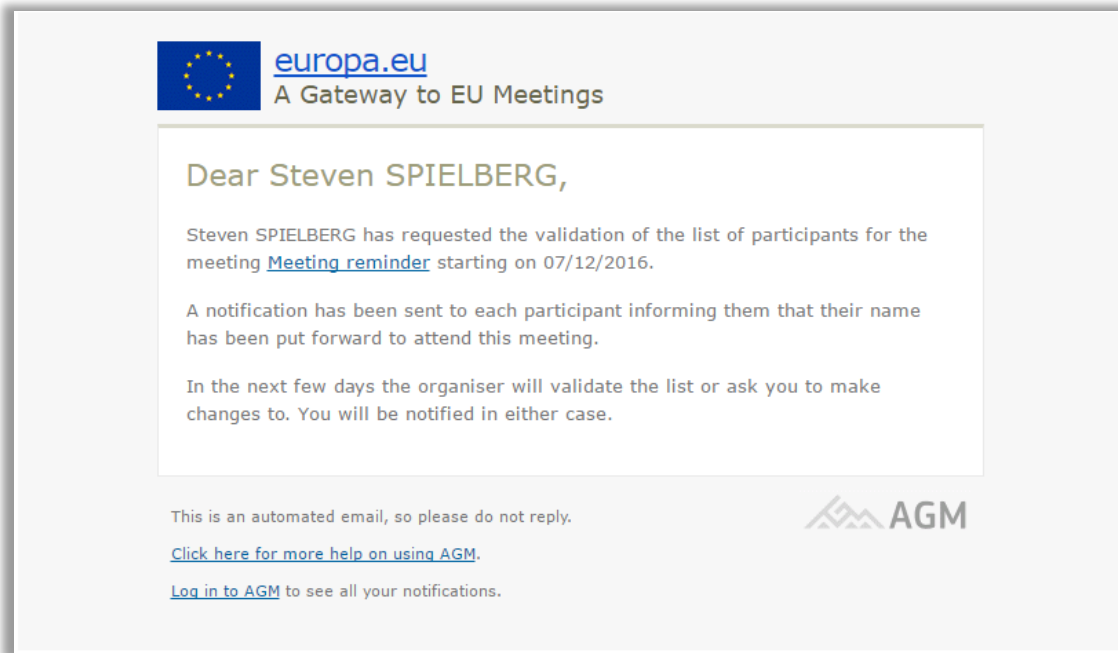 europa.eu
A Gateway to EU Meetings
Dear Steven SPIELBERG,
Steven SPIELBERG has requested the validation of the list of participants for the
meeting Meeting reminder starting on 07/12/2016.
A notification has been sent to each participant informing them that their name
has been put forward to attend this meeting.
In the next few days the organiser will validate the list or ask you to make
changes to. You will be notified in either case.
This is an automated email, so please do not reply.
AGM
Click here for more help on using AGM.
Log in to AGM to see all your notifications.